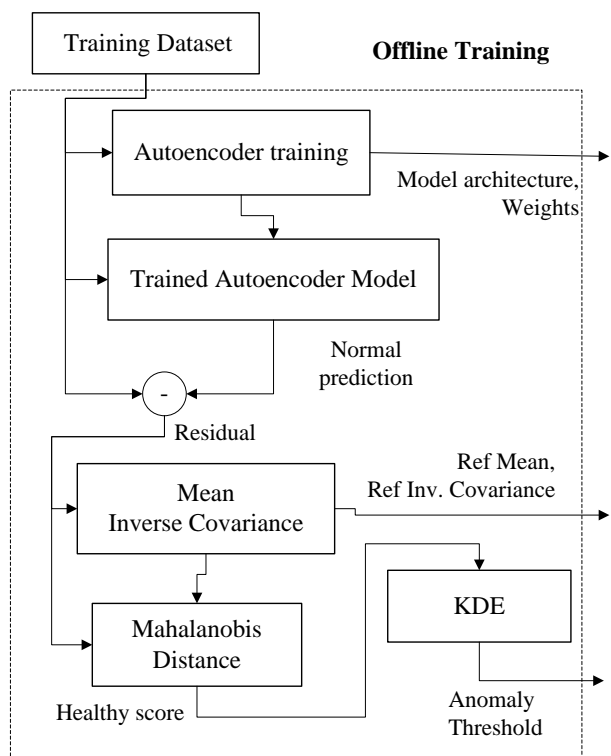 Training Dataset
Offline Training
Autoencoder training
Model architecture,
Weights
Trained Autoencoder Model
Normal
prediction
-
Residual
Ref Mean,
Ref Inv. Covariance
Mean
Inverse Covariance
KDE
Mahalanobis
Distance
Healthy score
Anomaly
Threshold